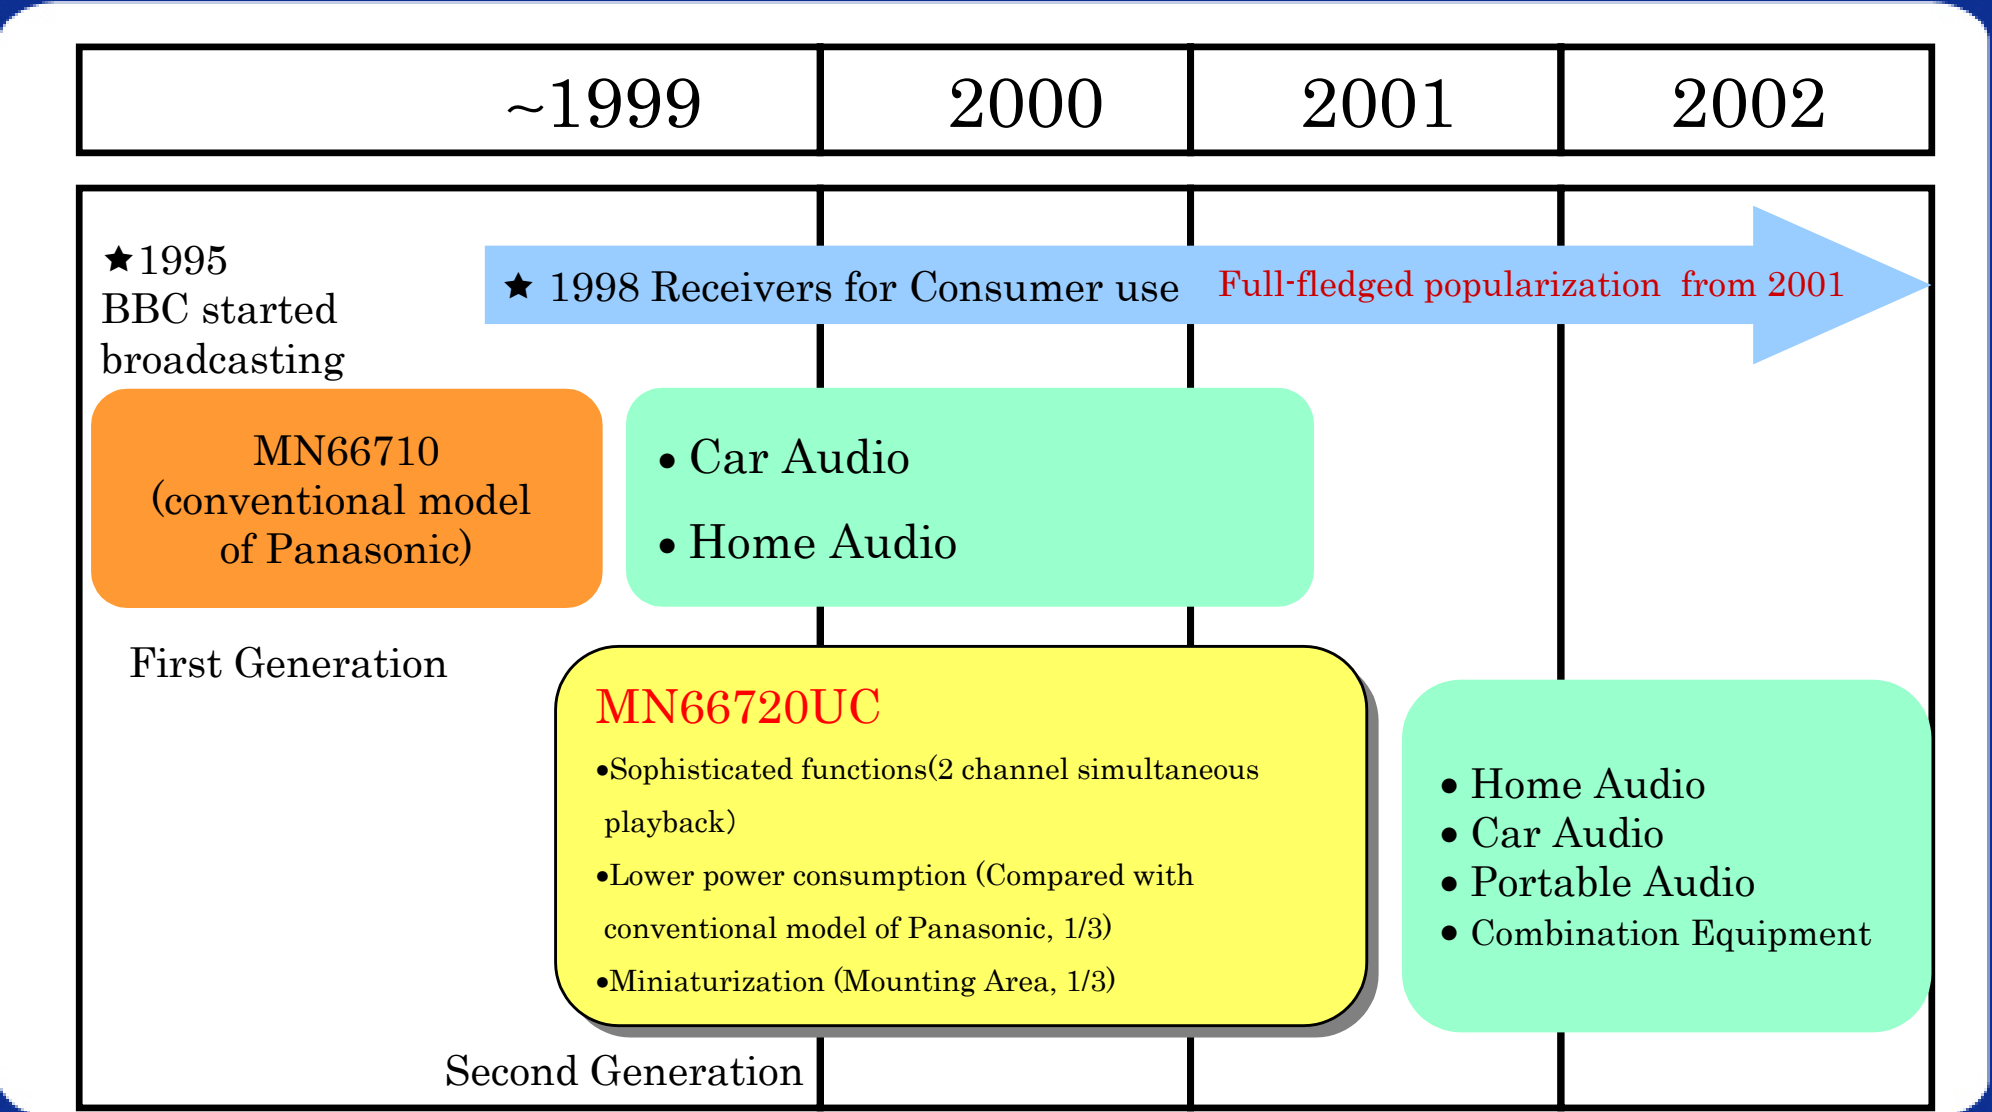 ~1999
2000
2001
2002
★1995
BBC started
broadcasting
★ 1998 Receivers for Consumer use
Full-fledged popularization from 2001
MN66710
(conventional model
of Panasonic)
• Car Audio
• Home Audio
First Generation
MN66720UC
•Sophisticated functions(2 channel simultaneous
playback)
•Lower power consumption (Compared with
conventional model of Panasonic, 1/3)
•Miniaturization (Mounting Area, 1/3)
• Home Audio
• Car Audio
• Portable Audio
• Combination Equipment
Second Generation